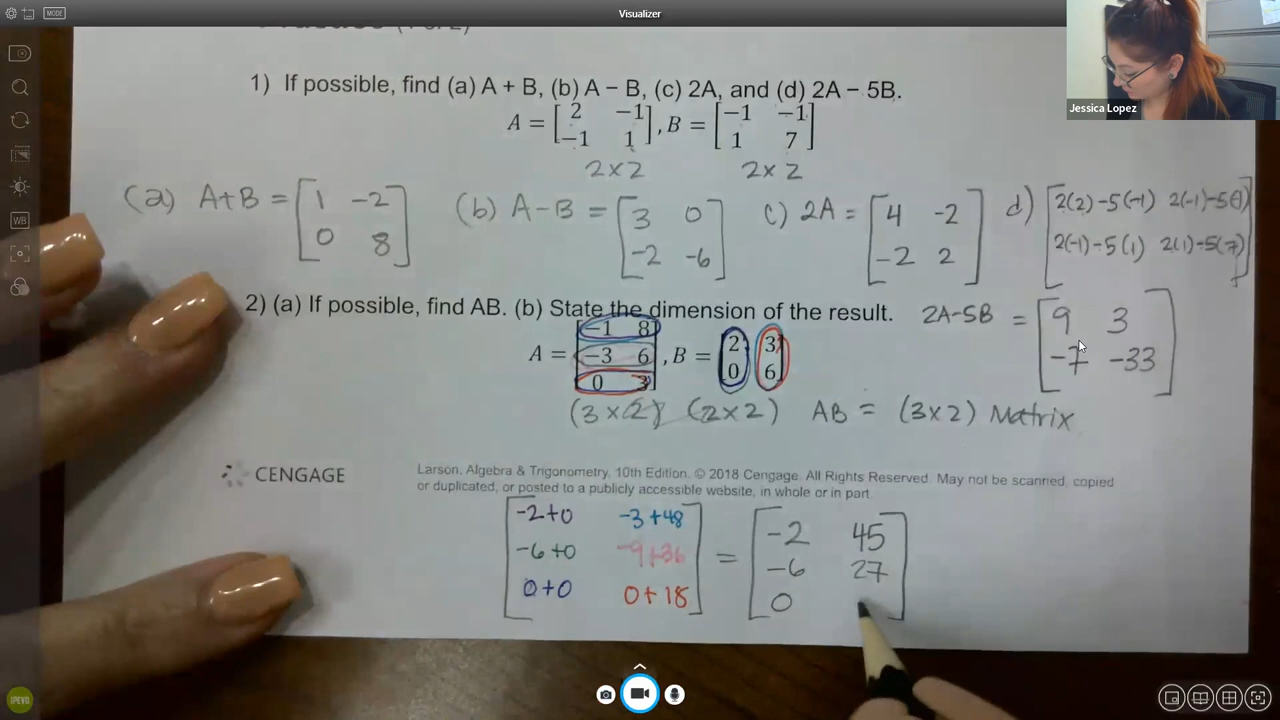 MODE
Visualizer
Jessica Lopez
WB
1) If possible, find (a) A + B, (b) A − B, (c) 2A, and (d) 2A − 5B.
A = [2 −1
−1 1], B = [−1 −1
1 7]
2×2 2×2
(a) A+B = [1 -2
0 8]
(b) A-B = [3 0
-2 -6]
c) 2A = [4 -2
-2 2]
d) [2(2)-5(-1) 2(-1)-5(-1)
2(-1)-5(1) 2(1)-5(7)]
2A-5B = [9 3
-7 -33]
2) (a) If possible, find AB. (b) State the dimension of the result.
A = [−1 8
−3 6
0 3], B = [2 3
0 6]
(3×2) (2×2) AB = (3×2) Matrix
CENGAGE
Larson, Algebra & Trigonometry, 10th Edition. © 2018 Cengage. All Rights Reserved. May not be scanned, copied
or duplicated, or posted to a publicly accessible website, in whole or in part.
[-2+0 -3+48
-6+0 -9+36
0+0 0+18] = [-2 45
-6 27
0]
IPEVO